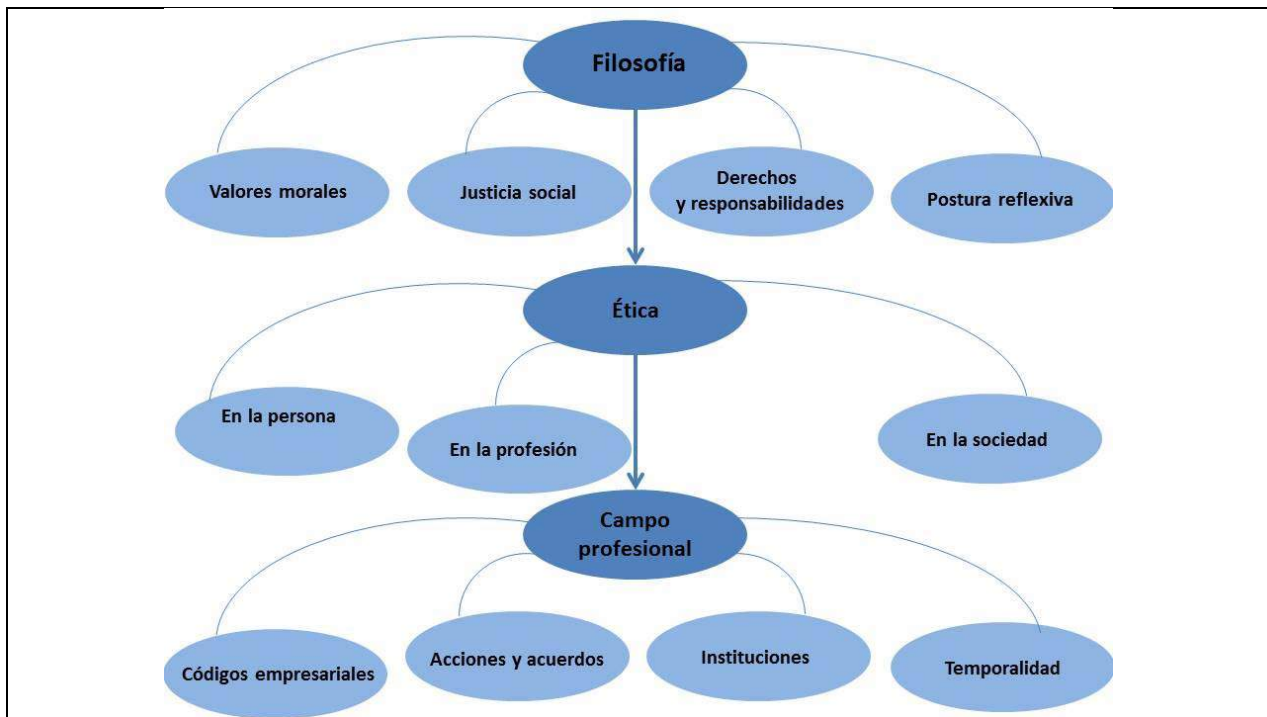 Filosofía
Valores morales
Justicia social
Derechos
y responsabilidades
Postura reflexiva
Ética
En la persona
En la profesión
En la sociedad
Campo
profesional
Códigos empresariales
Acciones y acuerdos
Instituciones
Temporalidad